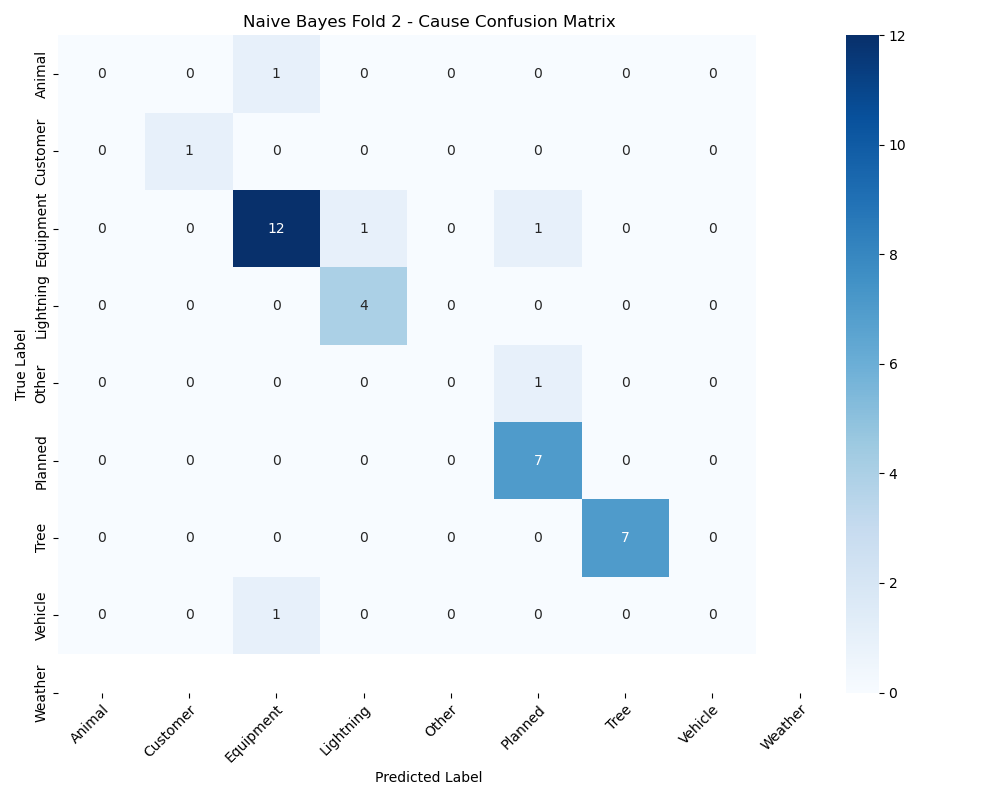 Naive Bayes Fold 2 - Cause Confusion Matrix
True Label
Animal 0 0 1 0 0 0 0 0
Customer 0 1 0 0 0 0 0 0
Equipment 0 0 12 1 0 1 0 0
Lightning 0 0 0 4 0 0 0 0
Other 0 0 0 0 0 1 0 0
Planned 0 0 0 0 0 7 0 0
Tree 0 0 0 0 0 0 7 0
Vehicle 0 0 1 0 0 0 0 0
Weather
Animal Customer Equipment Lightning Other Planned Tree Vehicle Weather
Predicted Label
12
10
8
6
4
2
0